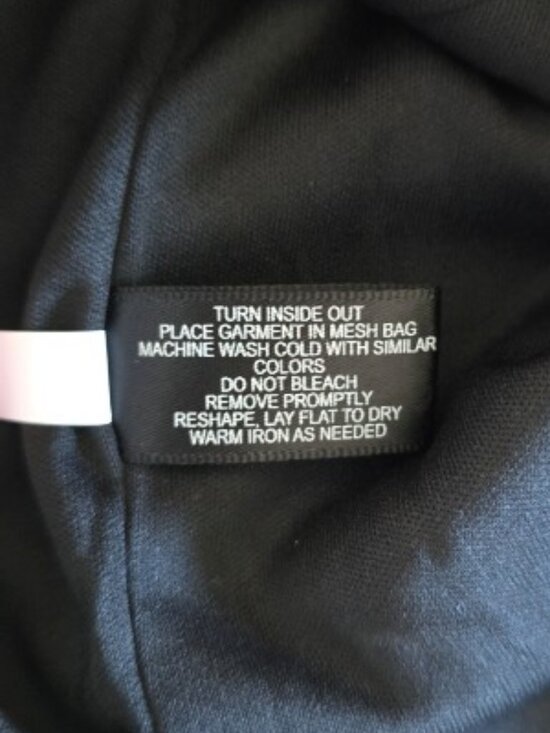 TURN INSIDE OUT
PLACE GARMENT IN MESH BAG
MACHINE WASH COLD WITH SIMILAR
COLORS
DO NOT BLEACH
REMOVE PROMPTLY
RESHAPE, LAY FLAT TO DRY
WARM IRON AS NEEDED